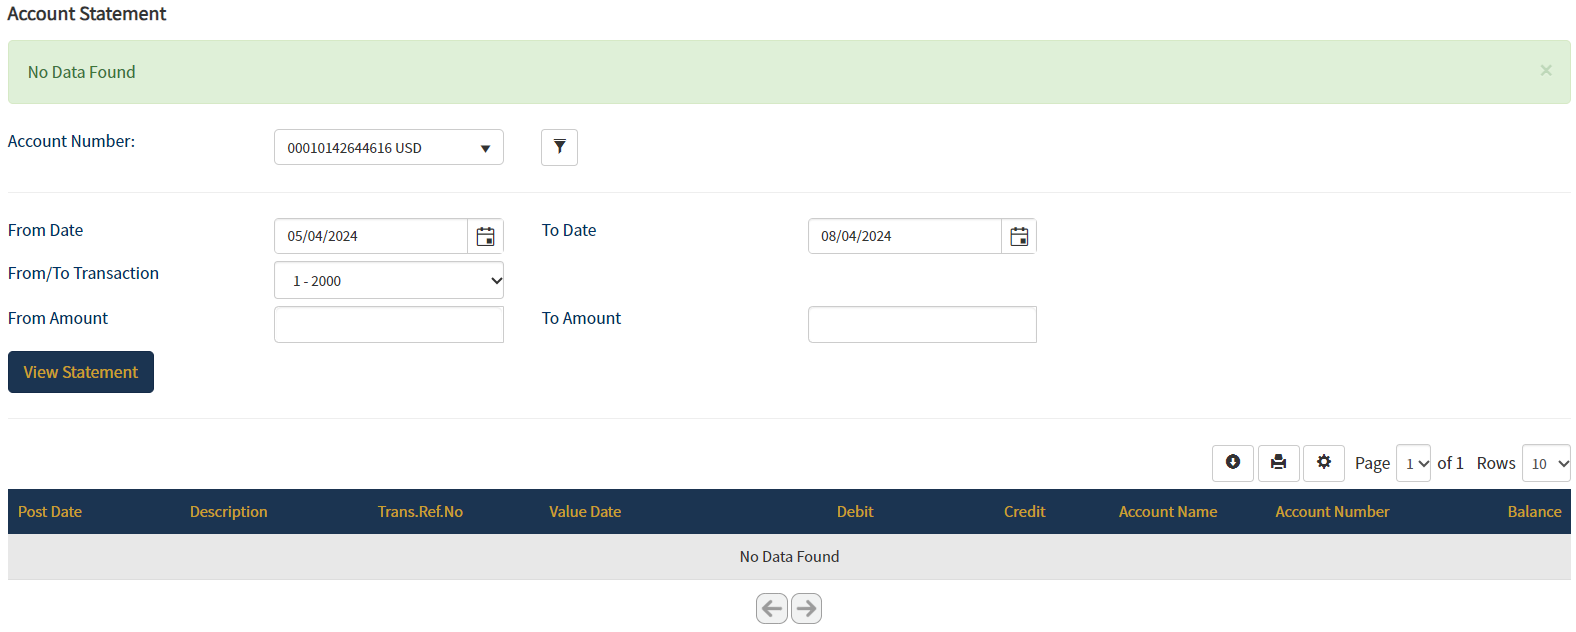 Account Statement
No Data Found ×
Account Number: 00010142644616 USD
From Date 05/04/2024 To Date 08/04/2024
From/To Transaction 1 - 2000
From Amount To Amount
View Statement
Page 1 of 1 Rows 10
Post Date Description Trans.Ref.No Value Date Debit Credit Account Name Account Number Balance
No Data Found